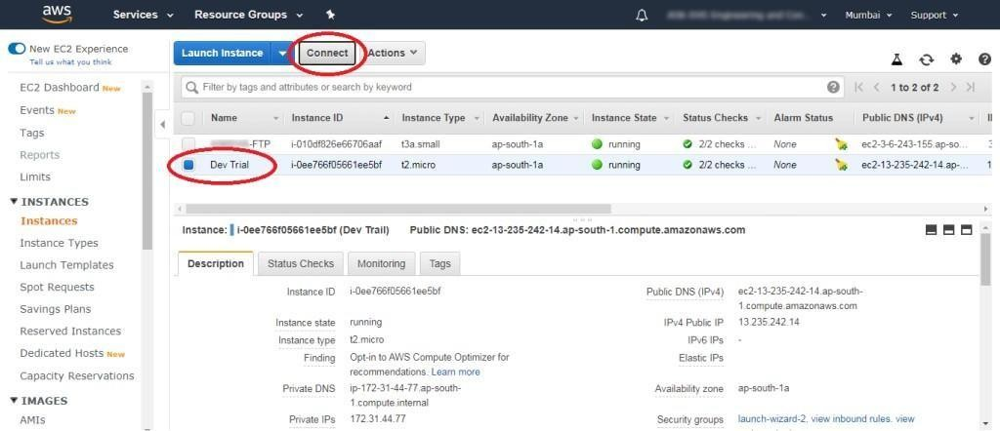 aws Services Resource Groups Mumbai Support
New EC2 Experience
Tell us what you think
Launch Instance Connect Actions
EC2 Dashboard New
Events New
Tags
Reports
Limits
INSTANCES
Instances
Instance Types
Launch Templates
Spot Requests
Savings Plans
Reserved Instances
Dedicated Hosts New
Capacity Reservations
IMAGES
AMIs
Filter by tags and attributes or search by keyword 1 to 2 of 2
Name Instance ID Instance Type Availability Zone Instance State Status Checks Alarm Status Public DNS (IPv4)
-FTP i-010df826e66706aaf t3a.small ap-south-1a running 2/2 checks ... None ec2-3-6-243-155.ap-so...
Dev Trial i-0ee766f05661ee5bf t2.micro ap-south-1a running 2/2 checks ... None ec2-13-235-242-14.ap-...
Instance: i-0ee766f05661ee5bf (Dev Trail) Public DNS: ec2-13-235-242-14.ap-south-1.compute.amazonaws.com
Description Status Checks Monitoring Tags
Instance ID i-0ee766f05661ee5bf
Instance state running
Instance type t2.micro
Finding Opt-in to AWS Compute Optimizer for
recommendations. Learn more
Private DNS ip-172-31-44-77.ap-south-
1.compute.internal
Private IPs 172.31.44.77
Public DNS (IPv4) ec2-13-235-242-14.ap-south-
1.compute.amazonaws.com
IPv4 Public IP 13.235.242.14
IPv6 IPs -
Elastic IPs
Availability zone ap-south-1a
Security groups launch-wizard-2. view inbound rules. view